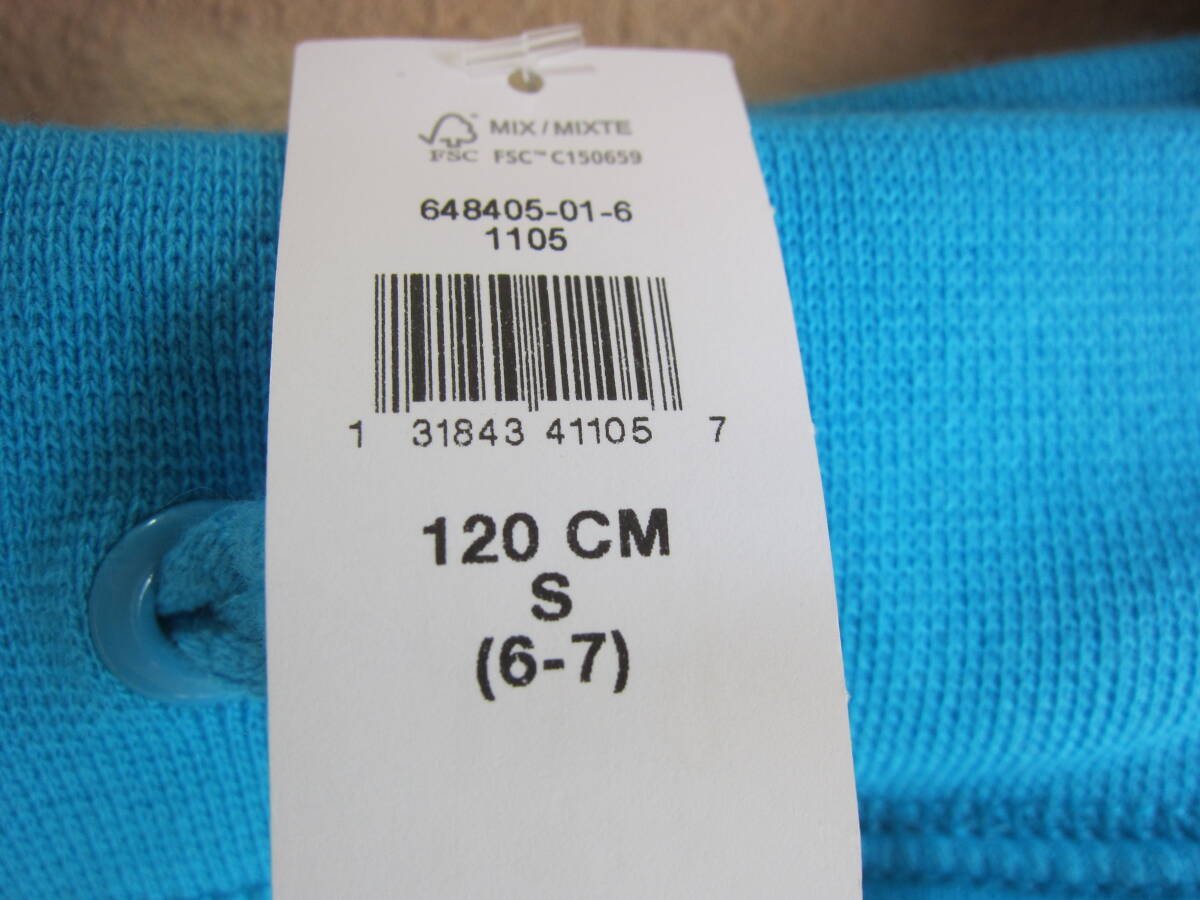 MIX / MIXTE
FSC FSC™ C150659
648405-01-6
1105
1 31843 41105 7
120 CM
S
(6-7)